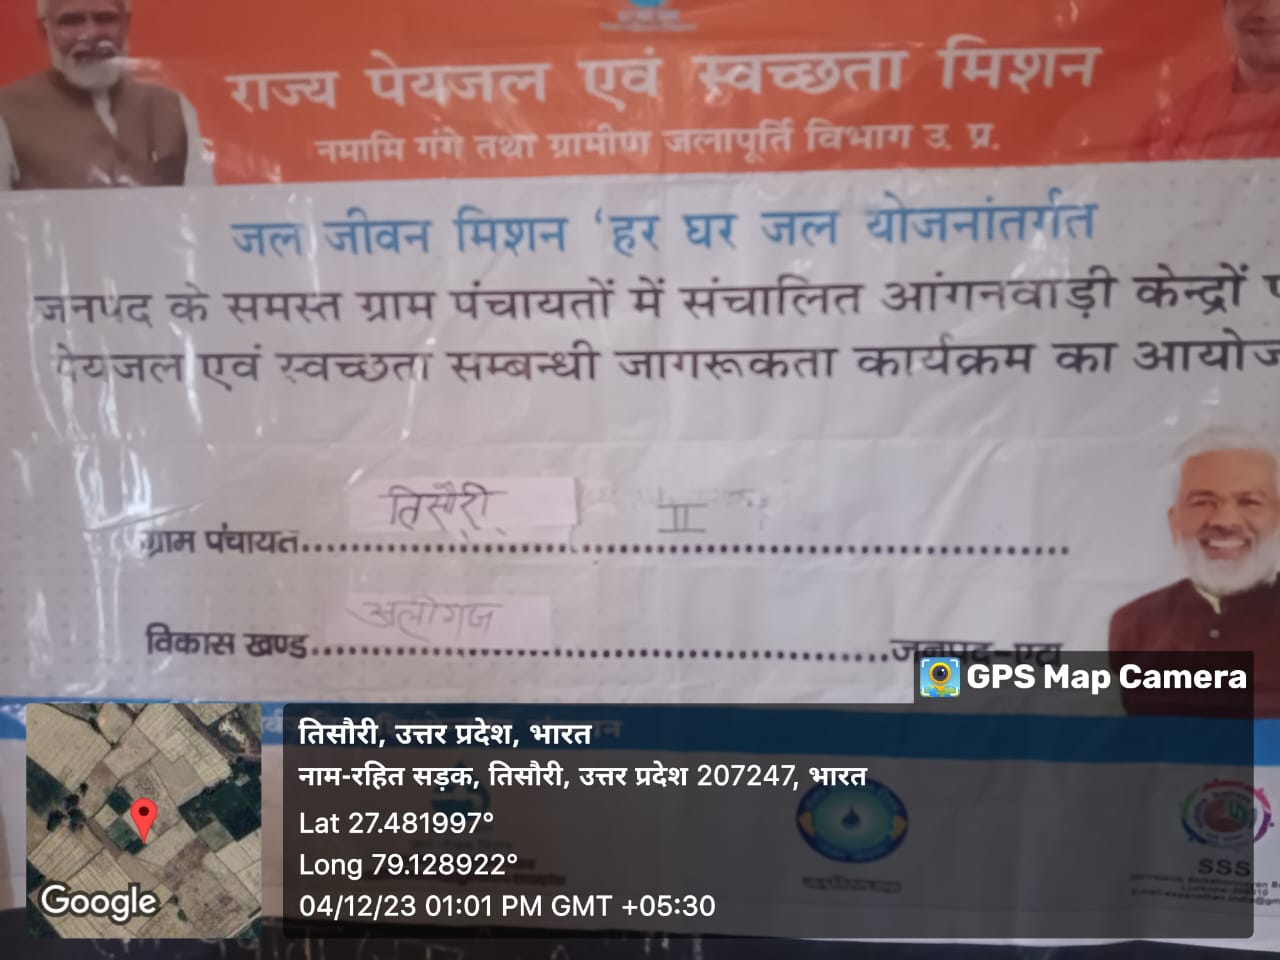 राज्य पेयजल एवं स्वच्छता मिशन
नमामि गंगे तथा ग्रामीण जलापूर्ति विभाग उ. प्र.
जल जीवन मिशन ‘हर घर जल योजनांतर्गत
जनपद के समस्त ग्राम पंचायतों में संचालित आंगनवाड़ी केन्द्रों
पेयजल एवं स्वच्छता सम्बन्धी जागरूकता कार्यक्रम का
ग्राम पंचायत.......तिसौरी II.......
विकास खण्ड.......अलीगंज.......जनपद-एटा
GPS Map Camera
तिसौरी, उत्तर प्रदेश, भारत
नाम-रहित सड़क, तिसौरी, उत्तर प्रदेश 207247, भारत
Lat 27.481997°
Long 79.128922°
04/12/23 01:01 PM GMT +05:30
Google
SSS